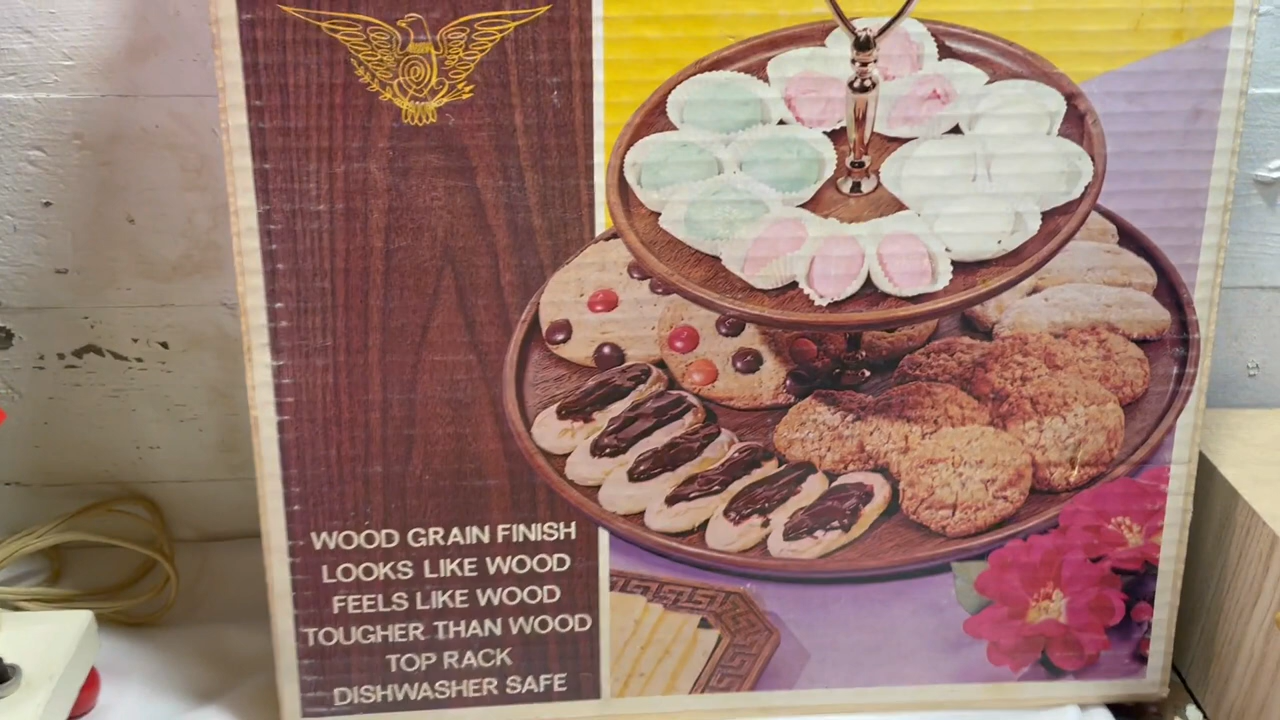 WOOD GRAIN FINISH
LOOKS LIKE WOOD
FEELS LIKE WOOD
TOUGHER THAN WOOD
TOP RACK
DISHWASHER SAFE